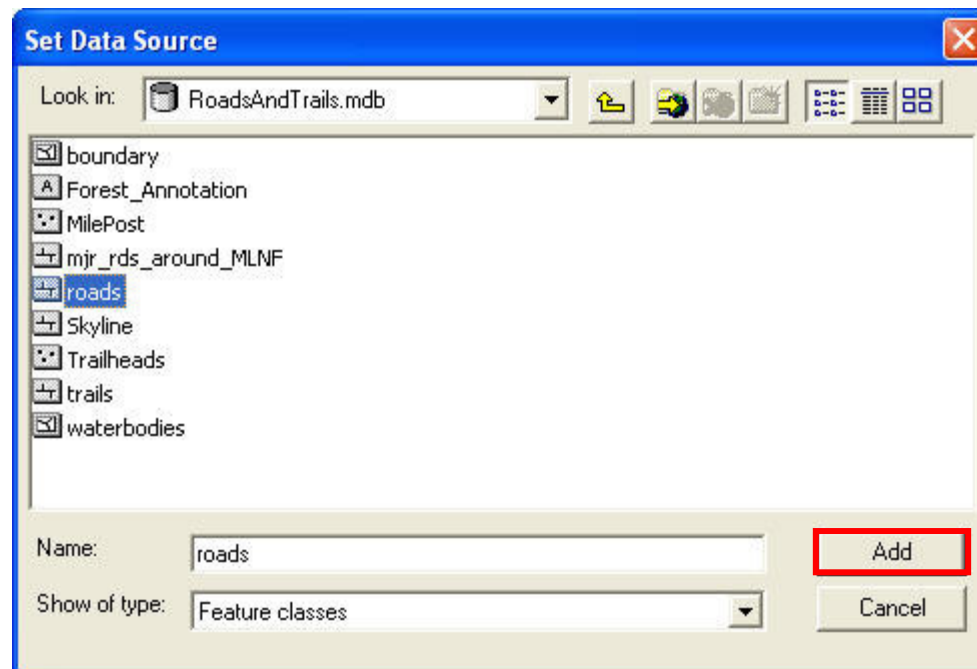 Set Data Source
Look in: RoadsAndTrails.mdb
boundary
A Forest_Annotation
MilePost
mjr_rds_around_MLNF
roads
Skyline
Trailheads
trails
waterbodies
Name: roads Add
Show of type: Feature classes Cancel